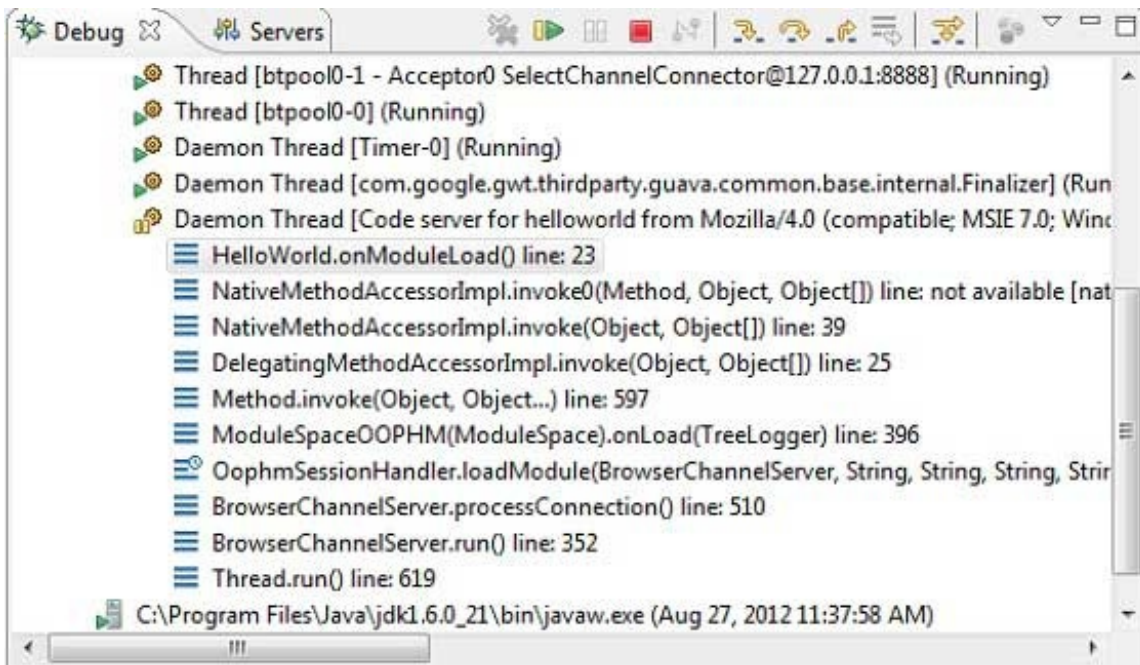 Debug Servers
Thread [btpool0-1 - Acceptor0 SelectChannelConnector@127.0.0.1:8888] (Running)
Thread [btpool0-0] (Running)
Daemon Thread [Timer-0] (Running)
Daemon Thread [com.google.gwt.thirdparty.guava.common.base.internal.Finalizer] (Run
Daemon Thread [Code server for helloworld from Mozilla/4.0 (compatible; MSIE 7.0; Winc
HelloWorld.onModuleLoad() line: 23
NativeMethodAccessorImpl.invoke0(Method, Object, Object[]) line: not available [nat
NativeMethodAccessorImpl.invoke(Object, Object[]) line: 39
DelegatingMethodAccessorImpl.invoke(Object, Object[]) line: 25
Method.invoke(Object, Object...) line: 597
ModuleSpaceOOPHM(ModuleSpace).onLoad(TreeLogger) line: 396
OophmSessionHandler.loadModule(BrowserChannelServer, String, String, String, Strin
BrowserChannelServer.processConnection() line: 510
BrowserChannelServer.run() line: 352
Thread.run() line: 619
C:\Program Files\Java\jdk1.6.0_21\bin\javaw.exe (Aug 27, 2012 11:37:58 AM)